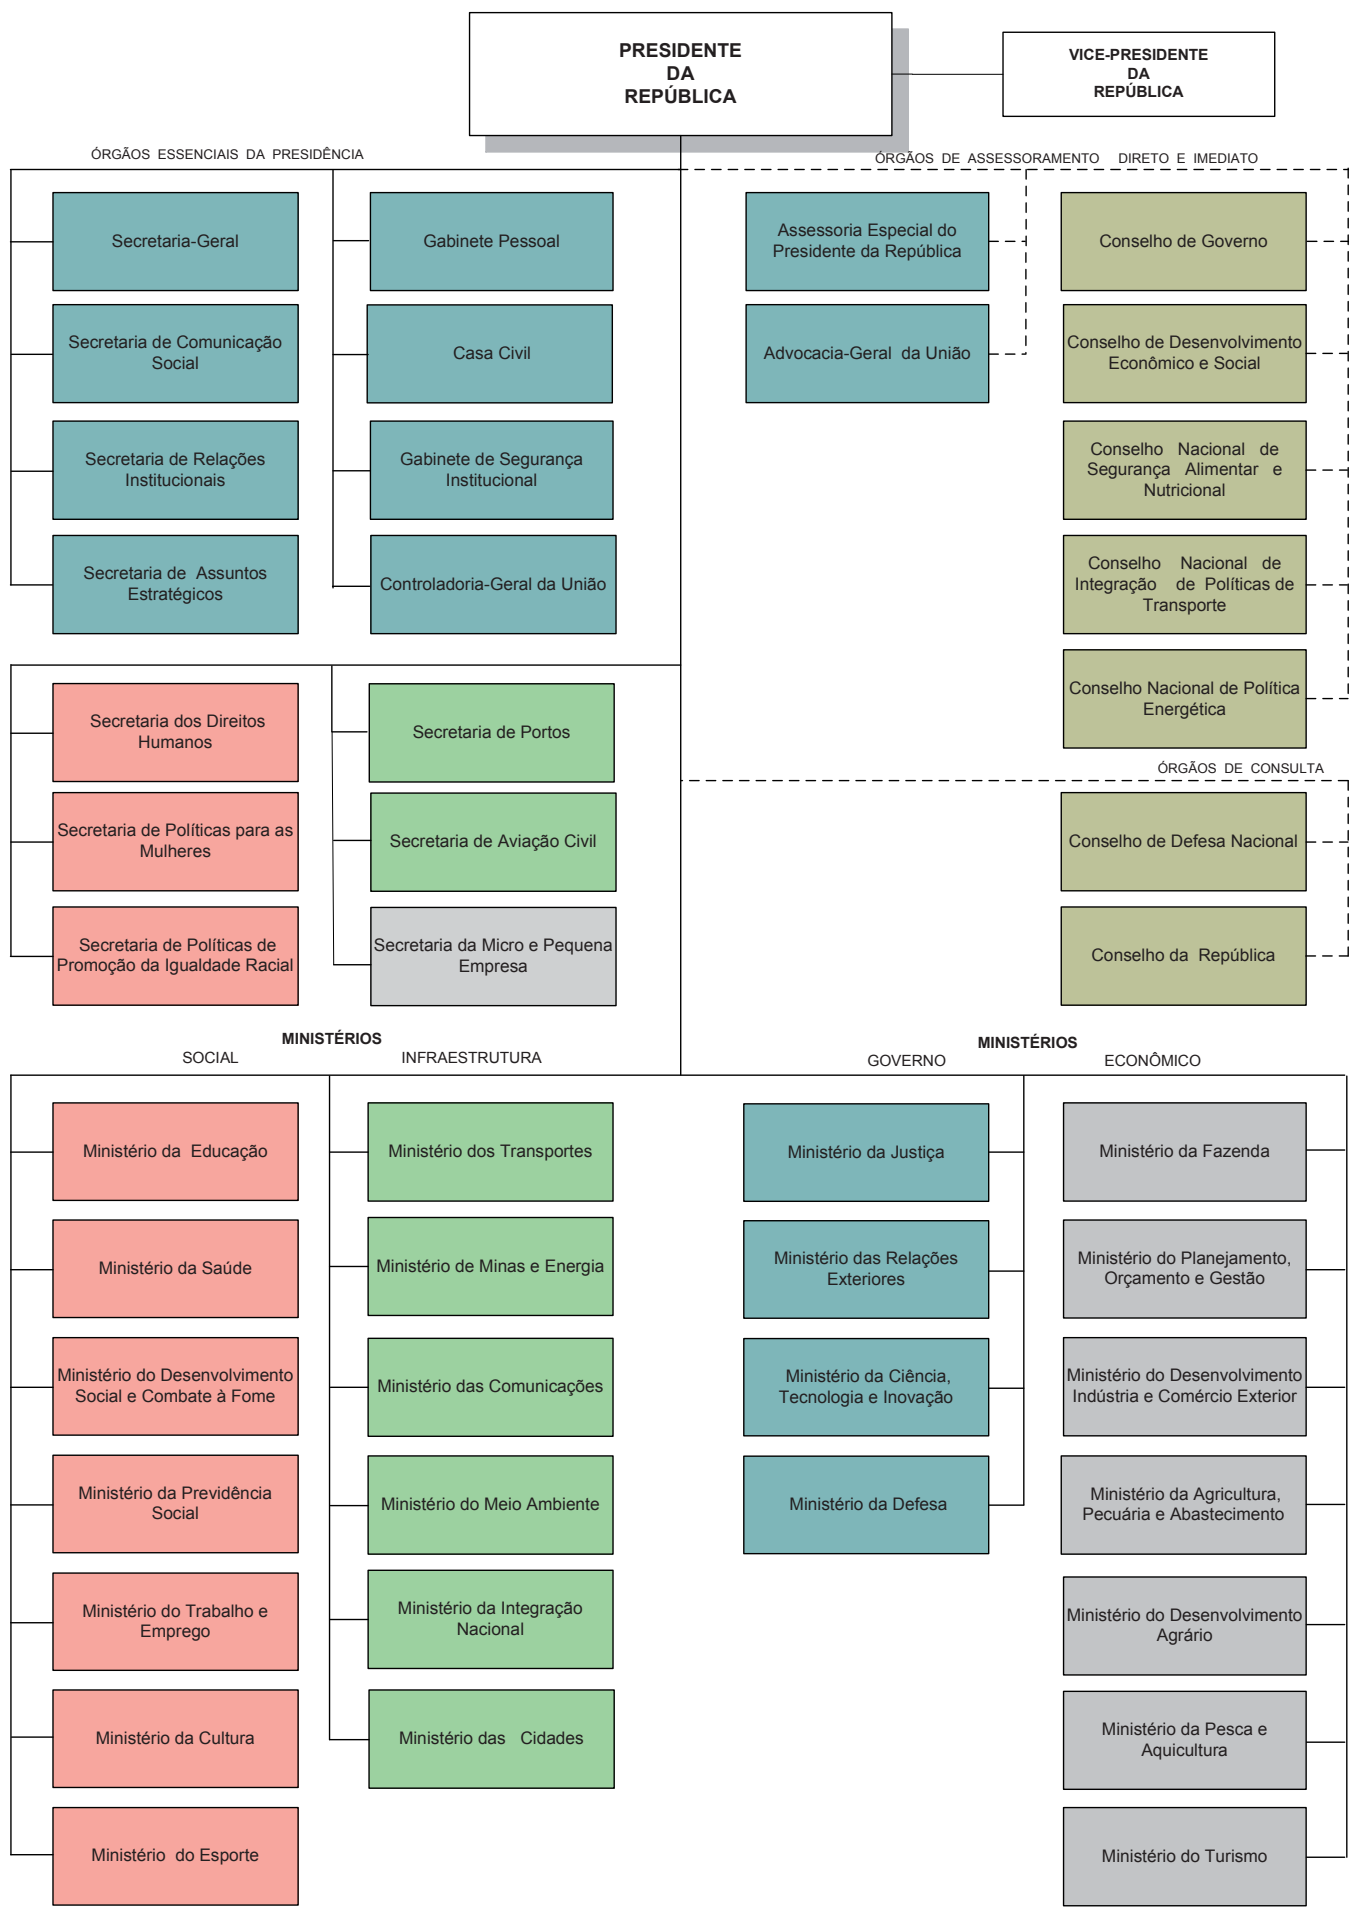 PRESIDENTE
DA
REPÚBLICA
VICE-PRESIDENTE
DA
REPÚBLICA
ÓRGÃOS ESSENCIAIS DA PRESIDÊNCIA
Secretaria-Geral
Gabinete Pessoal
Secretaria de Comunicação
Social
Casa Civil
Secretaria de Relações
Institucionais
Gabinete de Segurança
Institucional
Secretaria de Assuntos
Estratégicos
Controladoria-Geral da União
ÓRGÃOS DE ASSESSORAMENTO DIRETO E IMEDIATO
Assessoria Especial do
Presidente da República
Conselho de Governo
Advocacia-Geral da União
Conselho de Desenvolvimento
Econômico e Social
Conselho Nacional de
Segurança Alimentar e
Nutricional
Conselho Nacional de
Integração de Políticas de
Transporte
Conselho Nacional de Política
Energética
Secretaria dos Direitos
Humanos
Secretaria de Portos
Secretaria de Políticas para as
Mulheres
Secretaria de Aviação Civil
Secretaria de Políticas de
Promoção da Igualdade Racial
Secretaria da Micro e Pequena
Empresa
ÓRGÃOS DE CONSULTA
Conselho de Defesa Nacional
Conselho da República
MINISTÉRIOS
SOCIAL
INFRAESTRUTURA
Ministério da Educação
Ministério dos Transportes
Ministério da Saúde
Ministério de Minas e Energia
Ministério do Desenvolvimento
Social e Combate à Fome
Ministério das Comunicações
Ministério da Previdência
Social
Ministério do Meio Ambiente
Ministério do Trabalho e
Emprego
Ministério da Integração
Nacional
Ministério da Cultura
Ministério das Cidades
Ministério do Esporte
MINISTÉRIOS
GOVERNO
ECONÔMICO
Ministério da Justiça
Ministério da Fazenda
Ministério das Relações
Exteriores
Ministério do Planejamento,
Orçamento e Gestão
Ministério da Ciência,
Tecnologia e Inovação
Ministério do Desenvolvimento
Indústria e Comércio Exterior
Ministério da Defesa
Ministério da Agricultura,
Pecuária e Abastecimento
Ministério do Desenvolvimento
Agrário
Ministério da Pesca e
Aquicultura
Ministério do Turismo